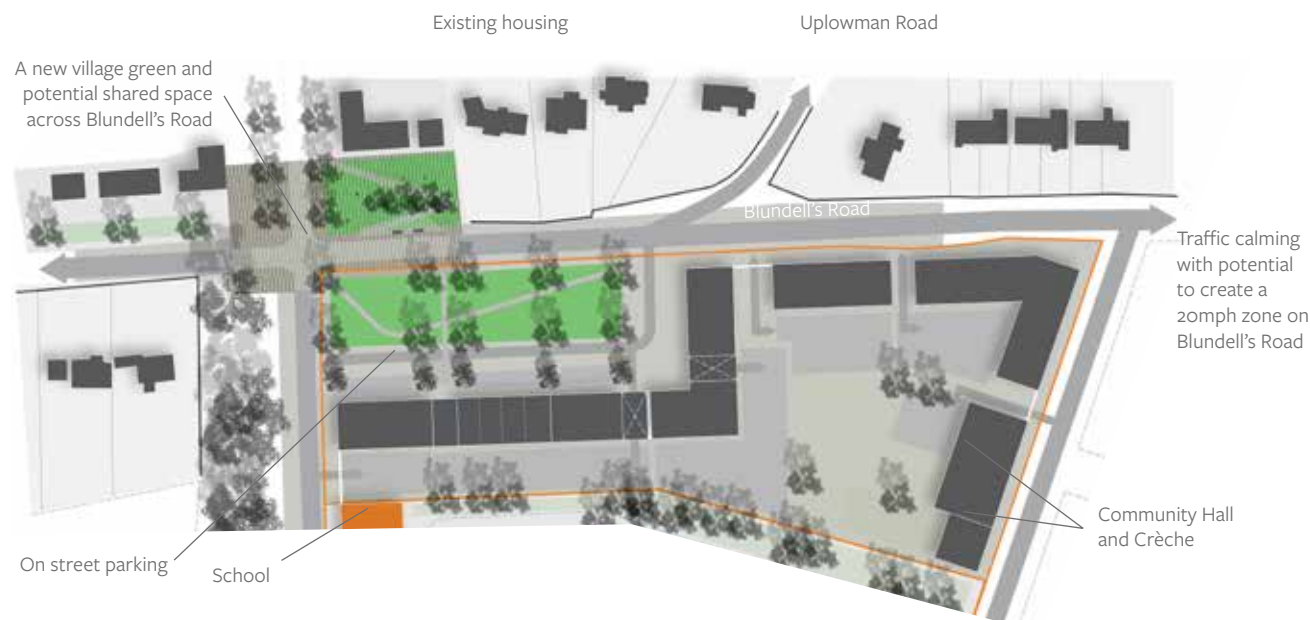 Existing housing
Uplowman Road
A new village green and
potential shared space
across Blundell's Road
Blundell's Road
Traffic calming
with potential
to create a
20mph zone on
Blundell's Road
Community Hall
and Crèche
On street parking
School